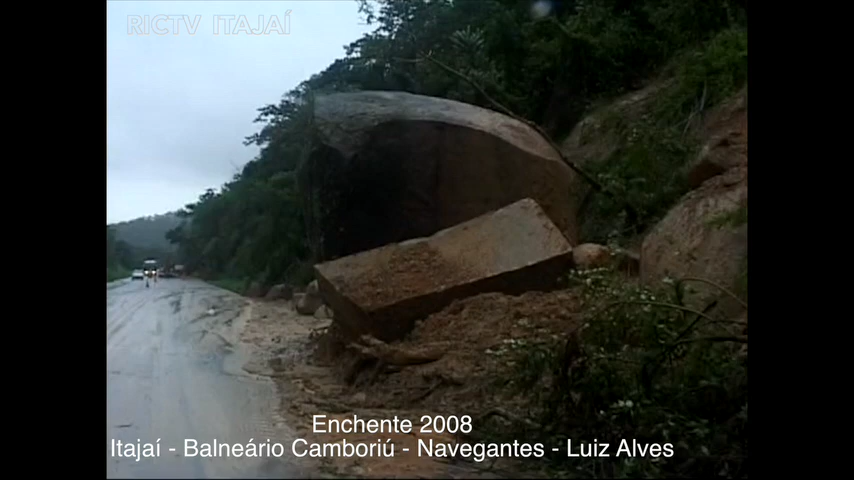 RICTV ITAJAÍ
Enchente 2008
Itajaí - Balneário Camboriú - Navegantes - Luiz Alves